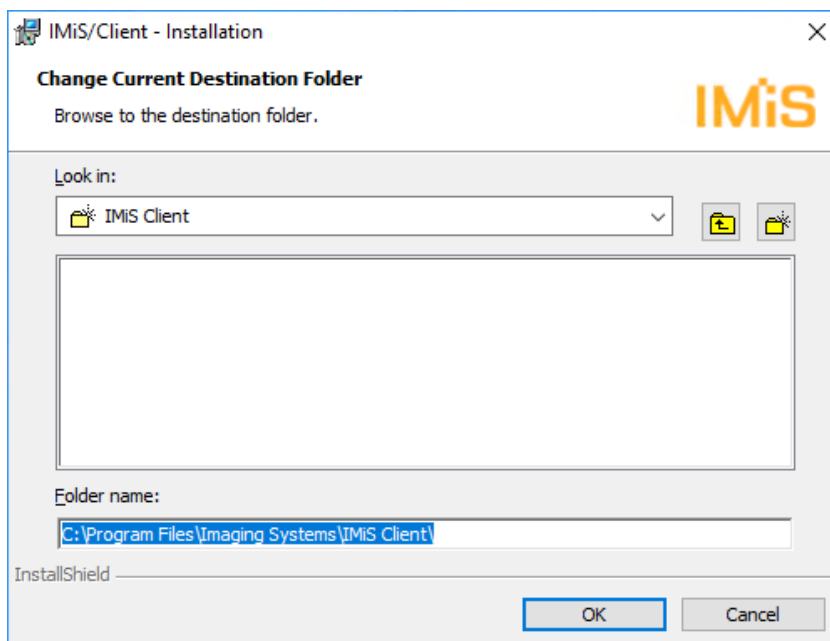 IMiS/Client - Installation
Change Current Destination Folder
Browse to the destination folder.
IMiS
Look in:
IMiS Client
Folder name:
C:\Program Files\Imaging Systems\IMiS Client\
InstallShield
OK
Cancel